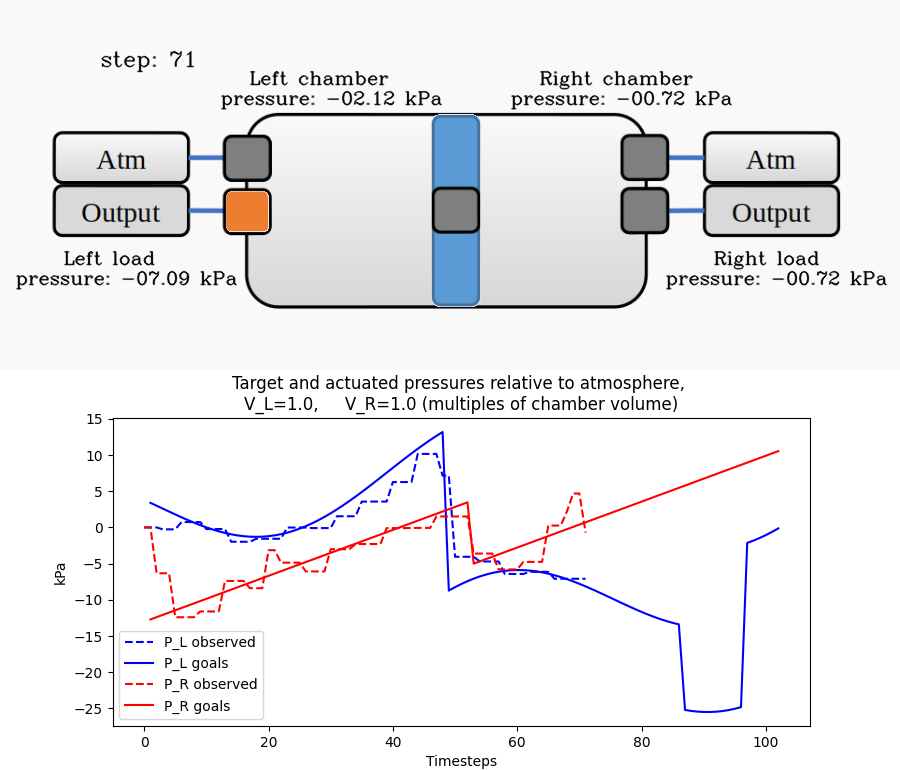 step: 71
Left chamber
pressure: −02.12 kPa
Right chamber
pressure: −00.72 kPa
Atm
Output
Atm
Output
Left load
pressure: −07.09 kPa
Right load
pressure: −00.72 kPa
Target and actuated pressures relative to atmosphere,
V_L=1.0, V_R=1.0 (multiples of chamber volume)
15
10
5
0
−5
−10
−15
−20
−25
kPa
P_L observed
P_L goals
P_R observed
P_R goals
0 20 40 60 80 100
Timesteps